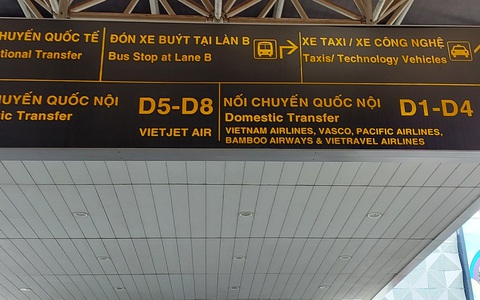 CHUYẾN QUỐC TẾ
tional Transfer
ĐÓN XE BUÝT TẠI LÀN B
Bus Stop at Lane B
XE TAXI / XE CÔNG NGHỆ
Taxis/ Technology Vehicles
HUYẾN QUỐC NỘI
ic Transfer
D5-D8
VIETJET AIR
NỐI CHUYẾN QUỐC NỘI
Domestic Transfer
D1-D4
VIETNAM AIRLINES, VASCO, PACIFIC AIRLINES,
BAMBOO AIRWAYS & VIETRAVEL AIRLINES